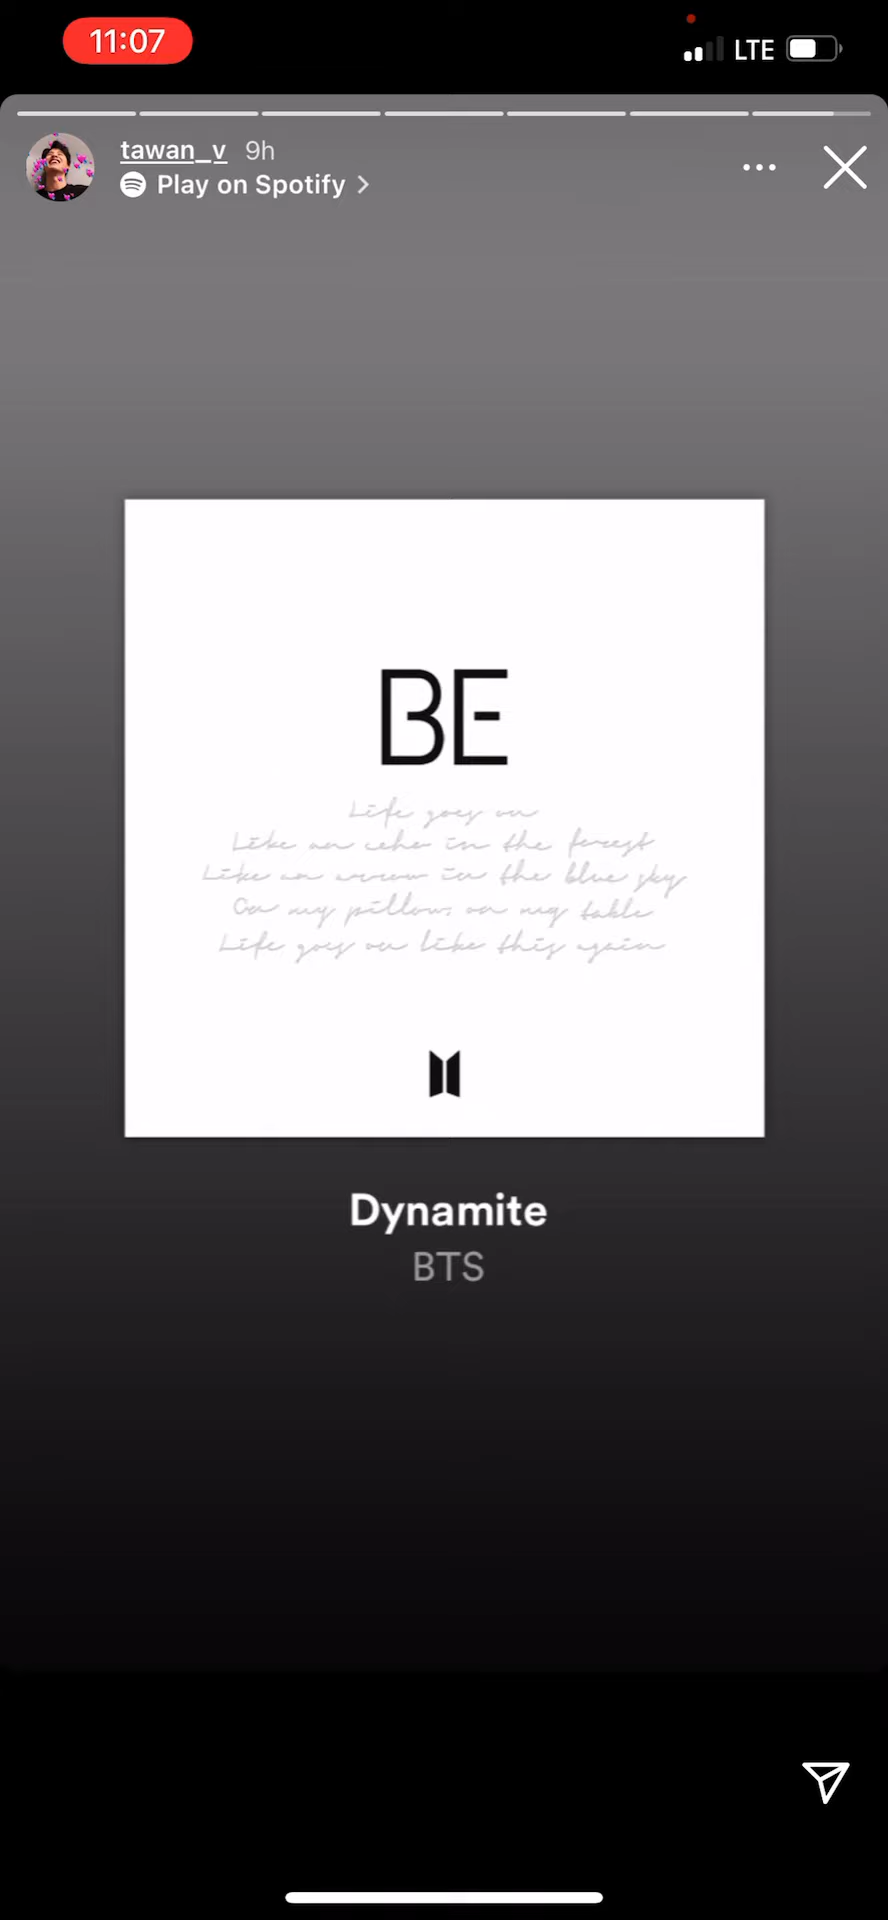 11:07
LTE
tawan_v 9h
Play on Spotify
BE
Life goes on
Like an echo in the forest
Like an arrow in the blue sky
On my pillow, on my table
Life goes on like this again
Dynamite
BTS